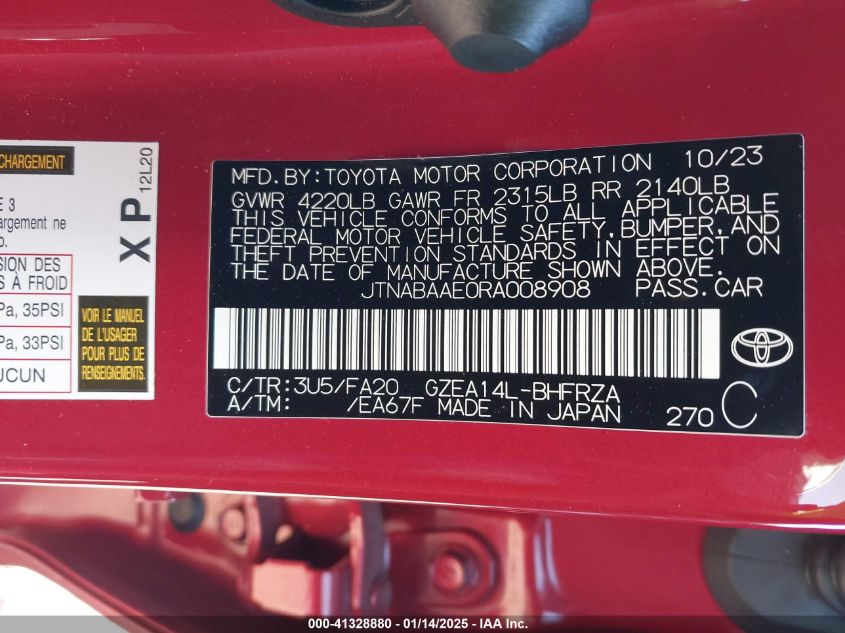 CHARGEMENT
E 3
argement ne
o.
SION DES
S À FROID
Pa, 35PSI
Pa, 33PSI
UCUN
XP
12L20
VOIR LE MANUEL
DE L'USAGER
POUR PLUS DE
RENSEIGNEMENTS
MFD.BY:TOYOTA MOTOR CORPORATION 10/23
GVWR 4220LB GAWR FR 2315LB RR 2140LB
THIS VEHICLE CONFORMS TO ALL APPLICABLE
FEDERAL MOTOR VEHICLE SAFETY,BUMPER,AND
THEFT PREVENTION STANDARDS IN EFFECT ON
THE DATE OF MANUFACTURE SHOWN ABOVE.
JTNABAAE0RA008908 PASS.CAR
C/TR:3U5/FA20 GZEA14L-BHFRZA
A/TM: /EA67F MADE IN JAPAN 270 C
000-41328880 - 01/14/2025 - IAA Inc.